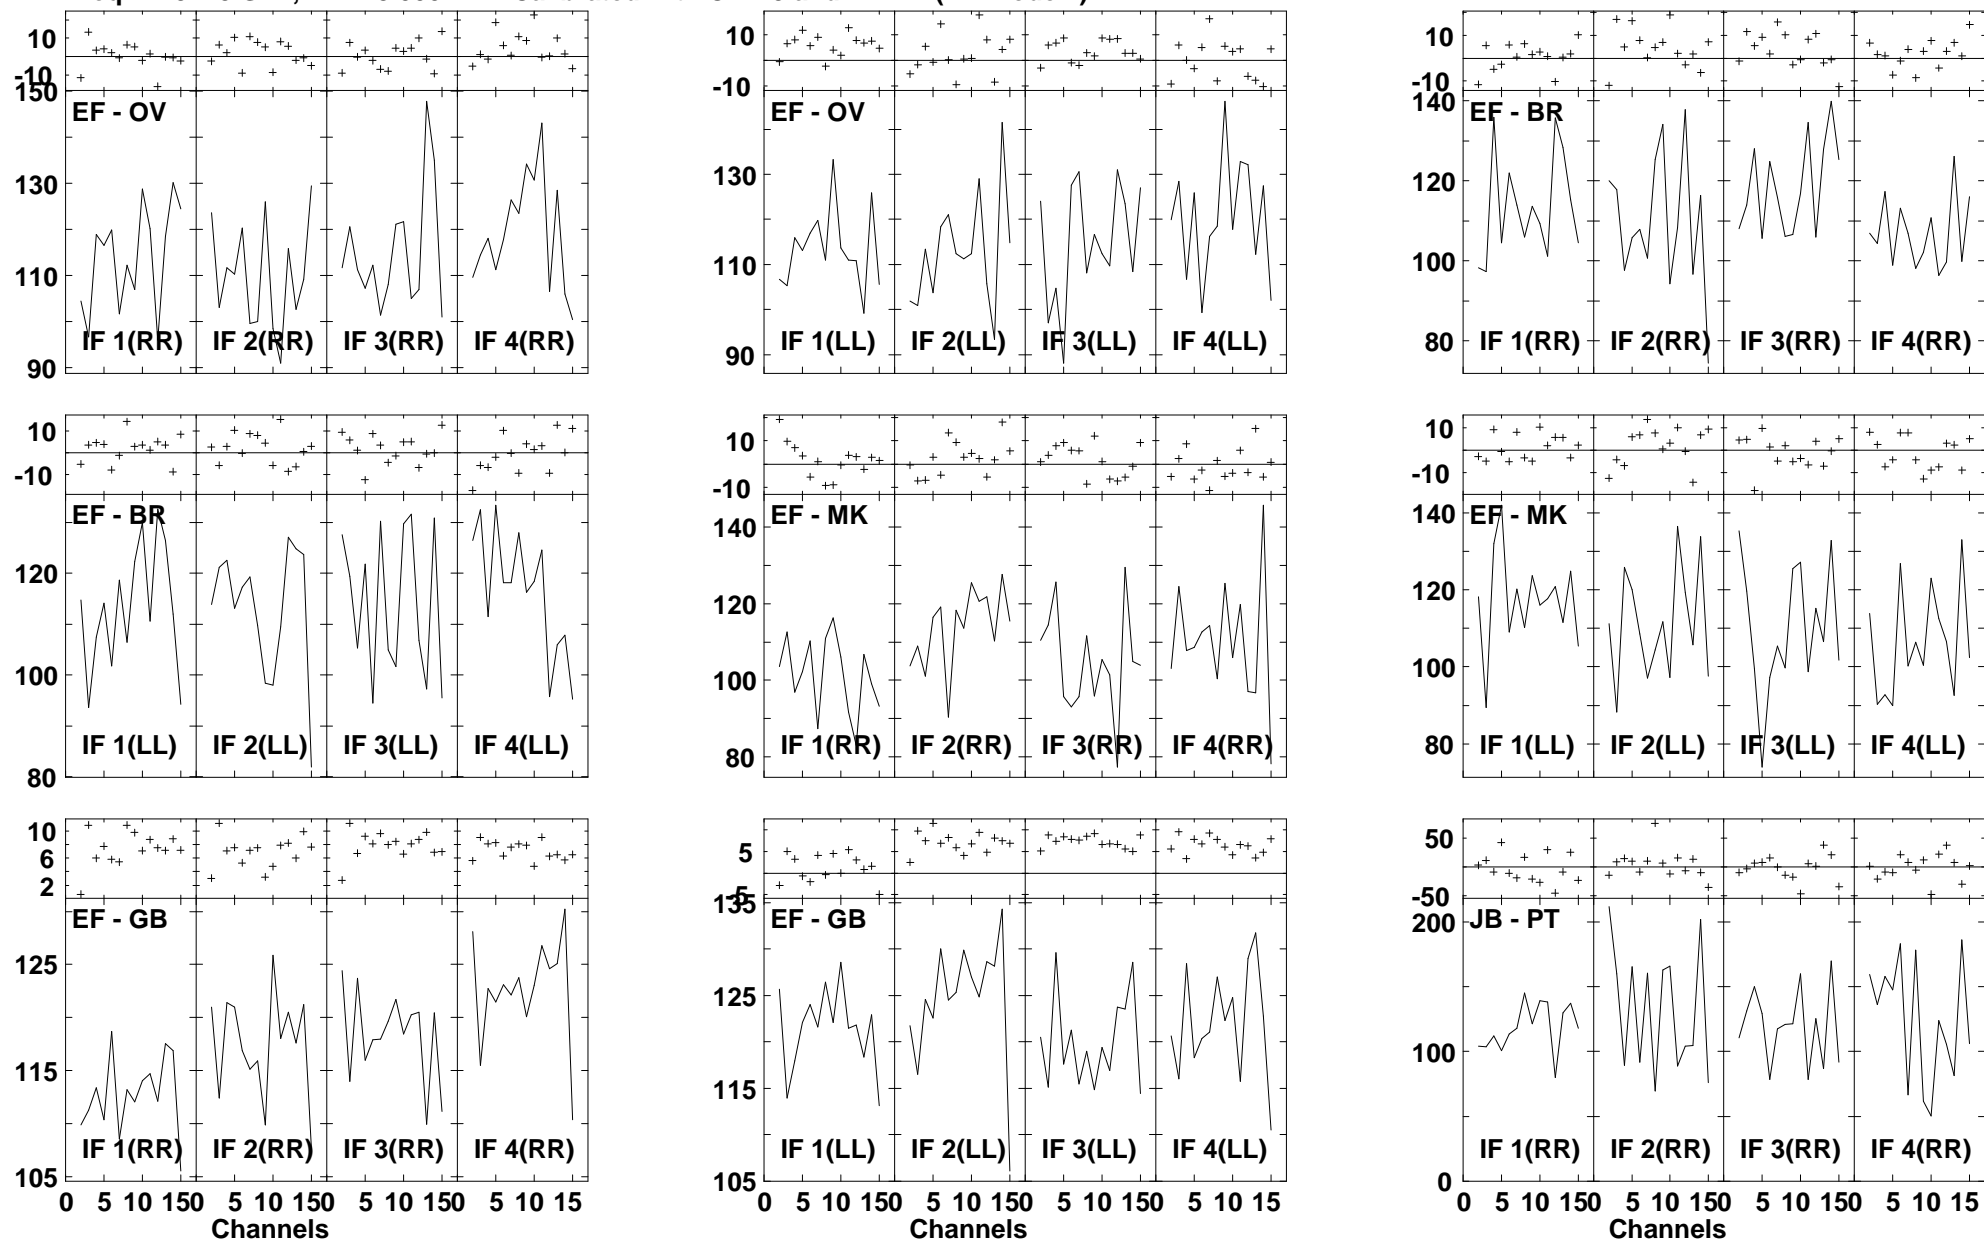 10 10 10
-10 -10 -10
150 140
EF - OV EF - OV EF - BR
130 130 120
110 110 100
90 90 80
IF 1(RR) IF 2(RR) IF 3(RR) IF 4(RR) IF 1(LL) IF 2(LL) IF 3(LL) IF 4(LL) IF 1(RR) IF 2(RR) IF 3(RR) IF 4(RR)
10 10 10
-10 -10 -10
EF - BR EF - MK EF - MK
140 140
120 120 120
100 100 100
80 80 80
IF 1(LL) IF 2(LL) IF 3(LL) IF 4(LL) IF 1(RR) IF 2(RR) IF 3(RR) IF 4(RR) IF 1(LL) IF 2(LL) IF 3(LL) IF 4(LL)
10 5 50
6
2 -5 -50
135
EF - GB EF - GB JB - PT
125 125 200
115 115 100
105 105 0
IF 1(RR) IF 2(RR) IF 3(RR) IF 4(RR) IF 1(LL) IF 2(LL) IF 3(LL) IF 4(LL) IF 1(RR) IF 2(RR) IF 3(RR) IF 4(RR)
0 5 10 150 5 10 150 5 10 150 5 10 15 0 5 10 150 5 10 150 5 10 150 5 10 15 0 5 10 150 5 10 150 5 10 150 5 10 15
Channels Channels Channels